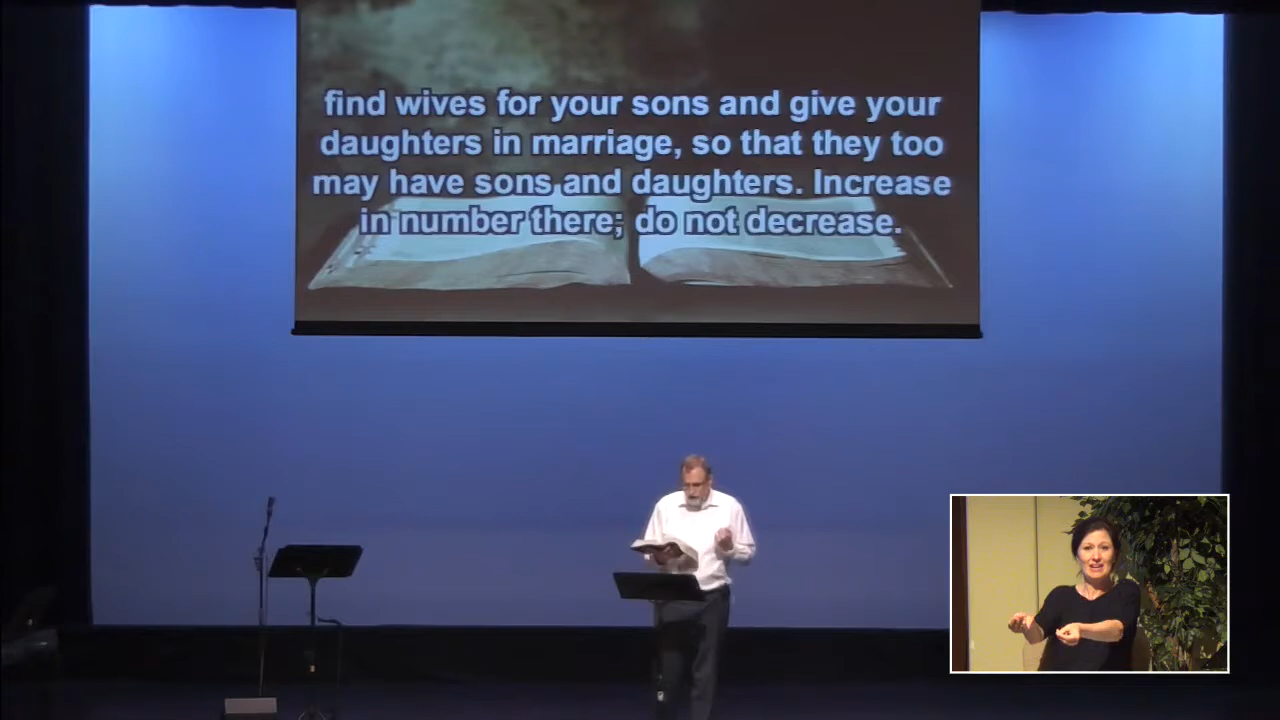 find wives for your sons and give your
daughters in marriage, so that they too
may have sons and daughters. Increase
in number there; do not decrease.